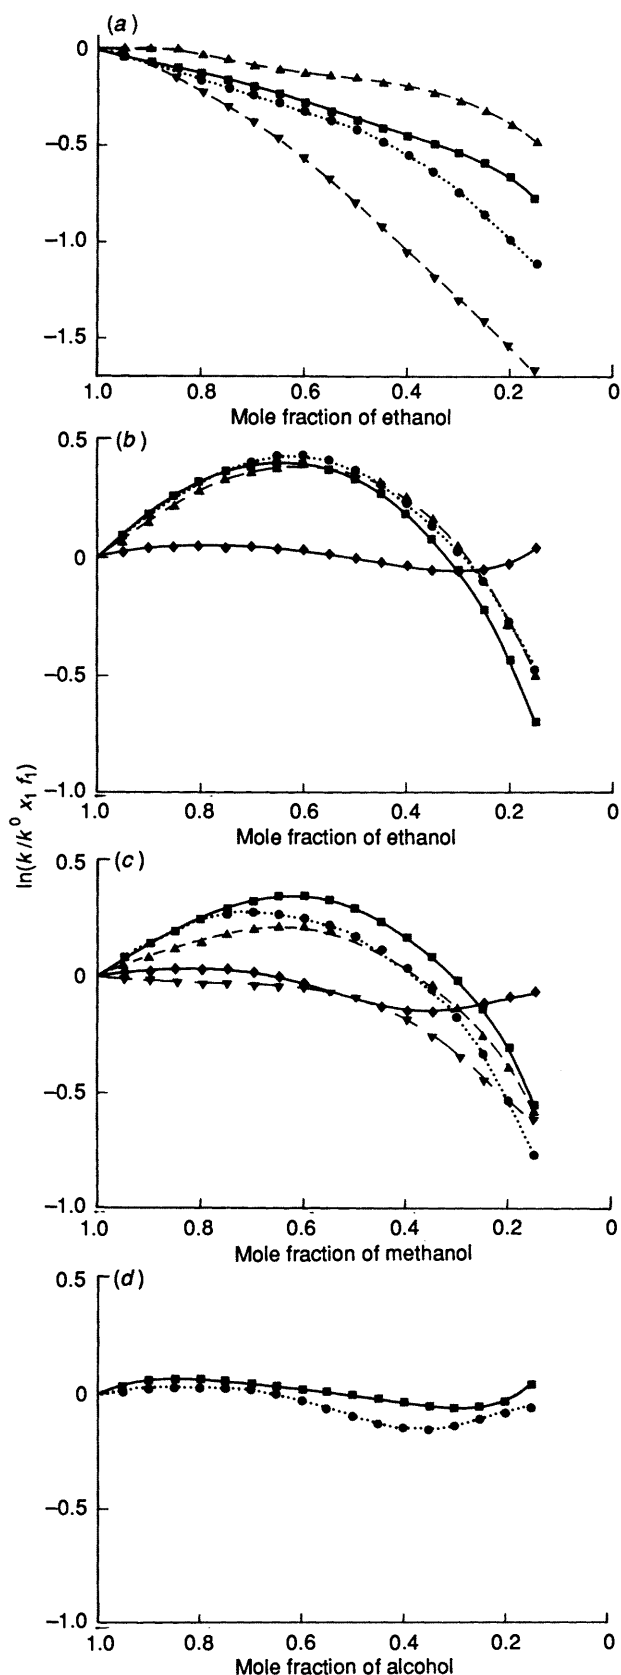 (a)
0
−0.5
−1.0
−1.5
1.0 0.8 0.6 0.4 0.2 0
Mole fraction of ethanol
0.5 (b)
0
−0.5
−1.0
1.0 0.8 0.6 0.4 0.2 0
Mole fraction of ethanol
ln(k/k⁰ x₁ f₁)
0.5 (c)
0
−0.5
−1.0
1.0 0.8 0.6 0.4 0.2 0
Mole fraction of methanol
0.5 (d)
0
−0.5
−1.0
1.0 0.8 0.6 0.4 0.2 0
Mole fraction of alcohol